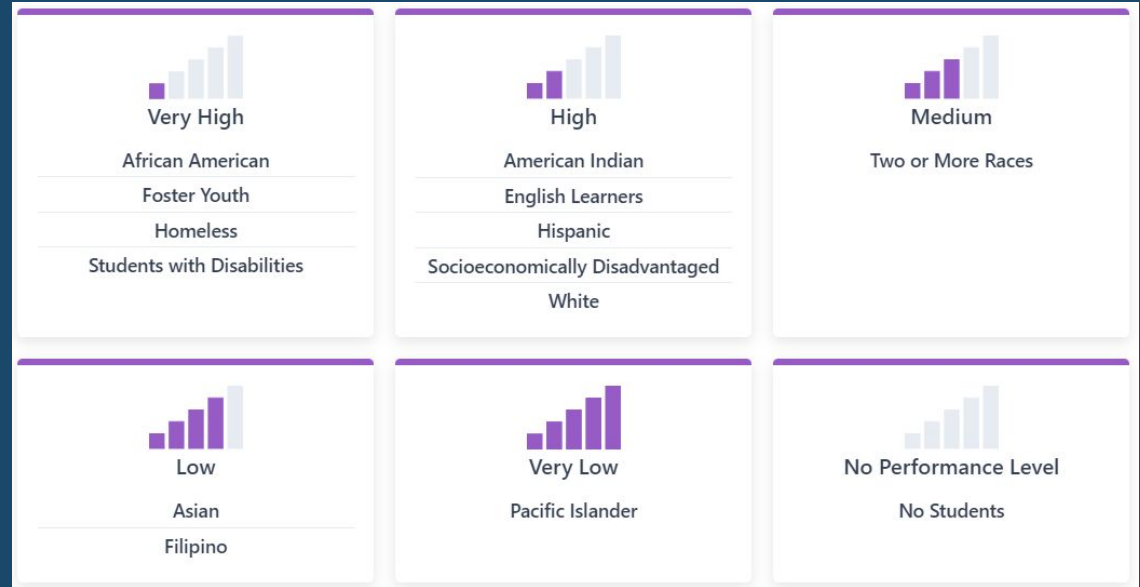 Very High
African American
Foster Youth
Homeless
Students with Disabilities
High
American Indian
English Learners
Hispanic
Socioeconomically Disadvantaged
White
Medium
Two or More Races
Low
Asian
Filipino
Very Low
Pacific Islander
No Performance Level
No Students